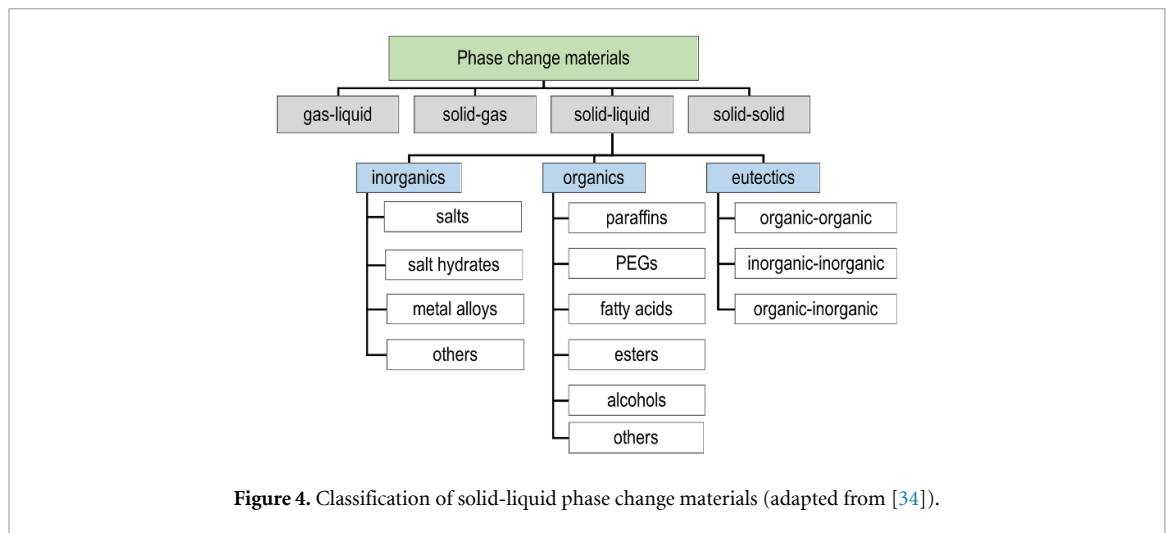 Phase change materials
gas-liquid
solid-gas
solid-liquid
solid-solid
inorganics
organics
eutectics
salts
salt hydrates
metal alloys
others
paraffins
PEGs
fatty acids
esters
alcohols
others
organic-organic
inorganic-inorganic
organic-inorganic
Figure 4. Classification of solid-liquid phase change materials (adapted from [34]).